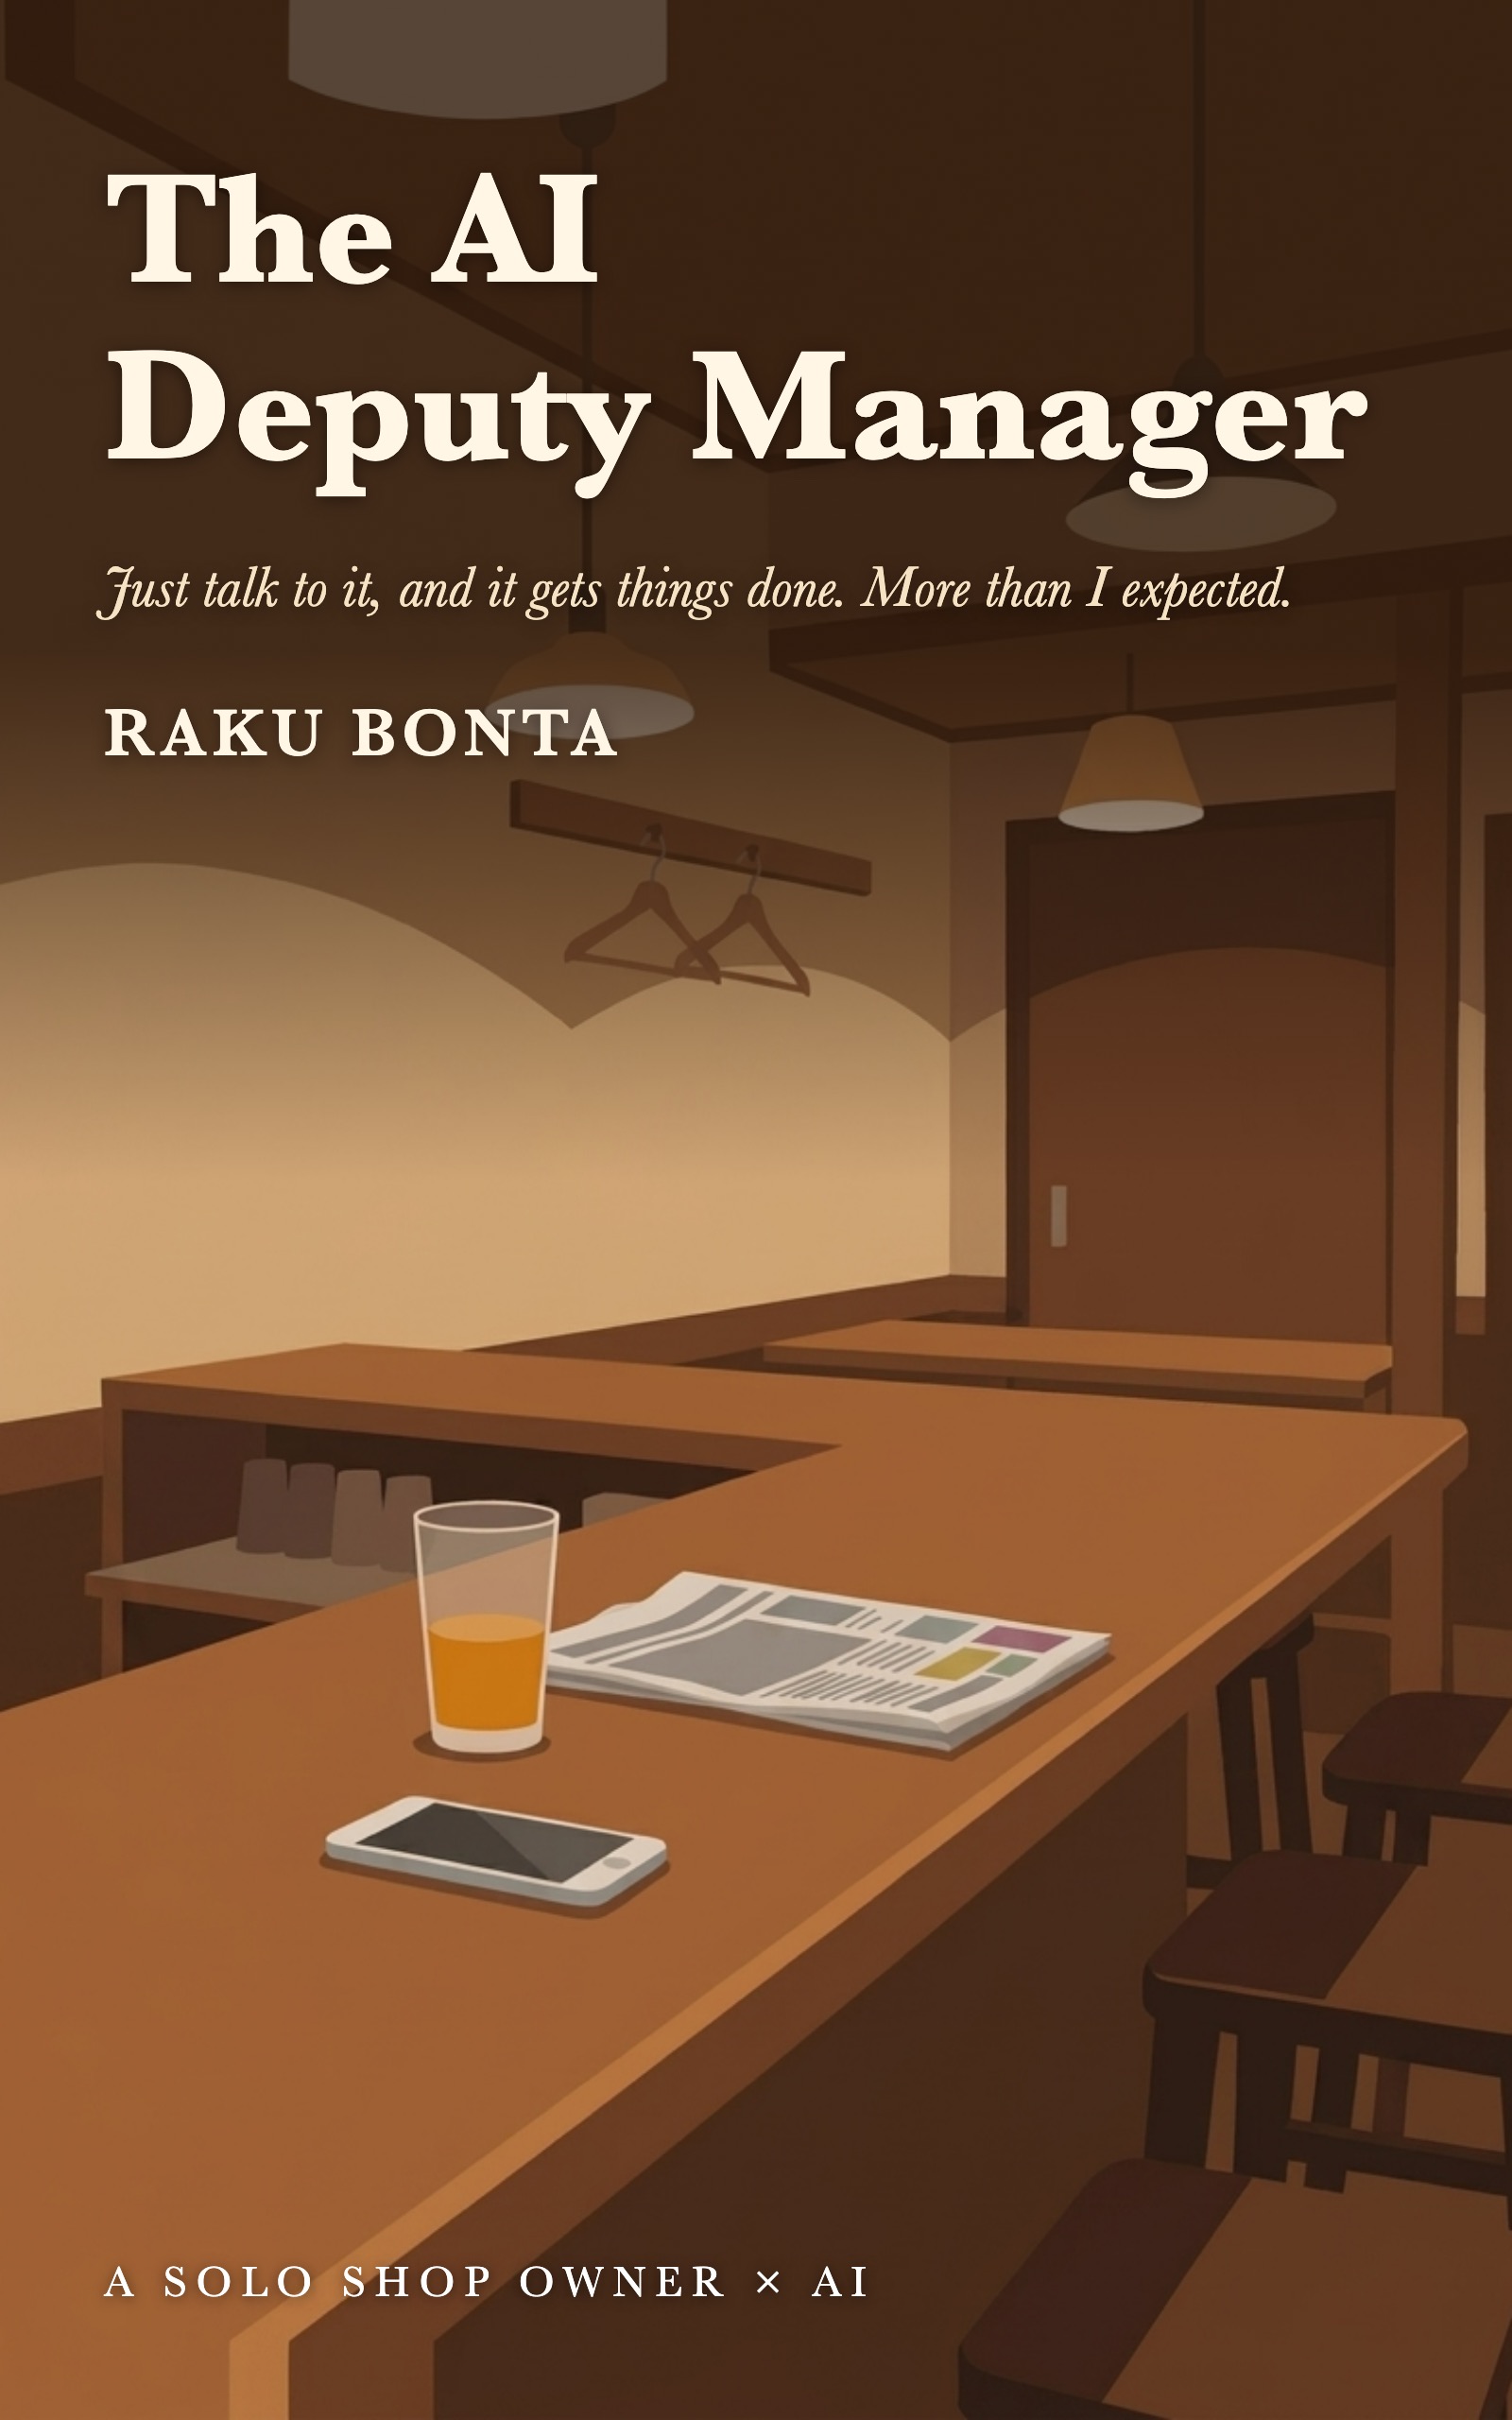 The AI
Deputy Manager
Just talk to it, and it gets things done. More than I expected.
RAKU BONTA
A SOLO SHOP OWNER × AI